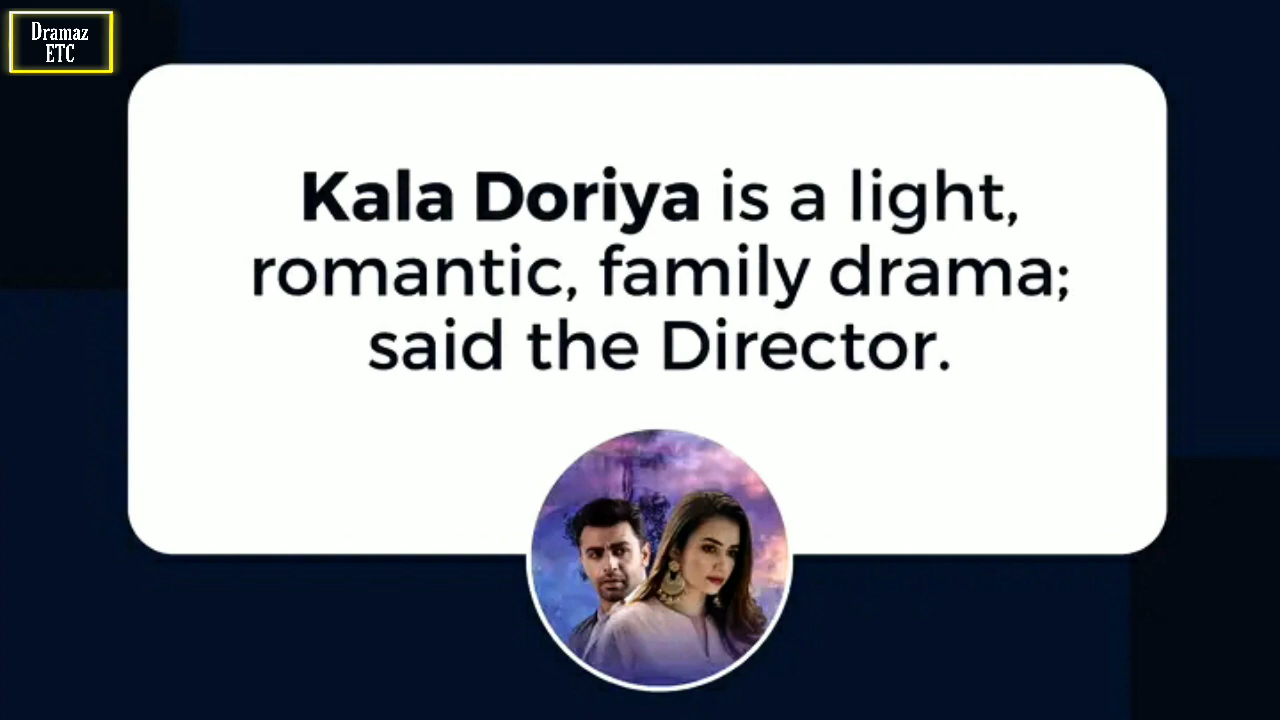 Dramaz
ETC
Kala Doriya is a light,
romantic, family drama;
said the Director.